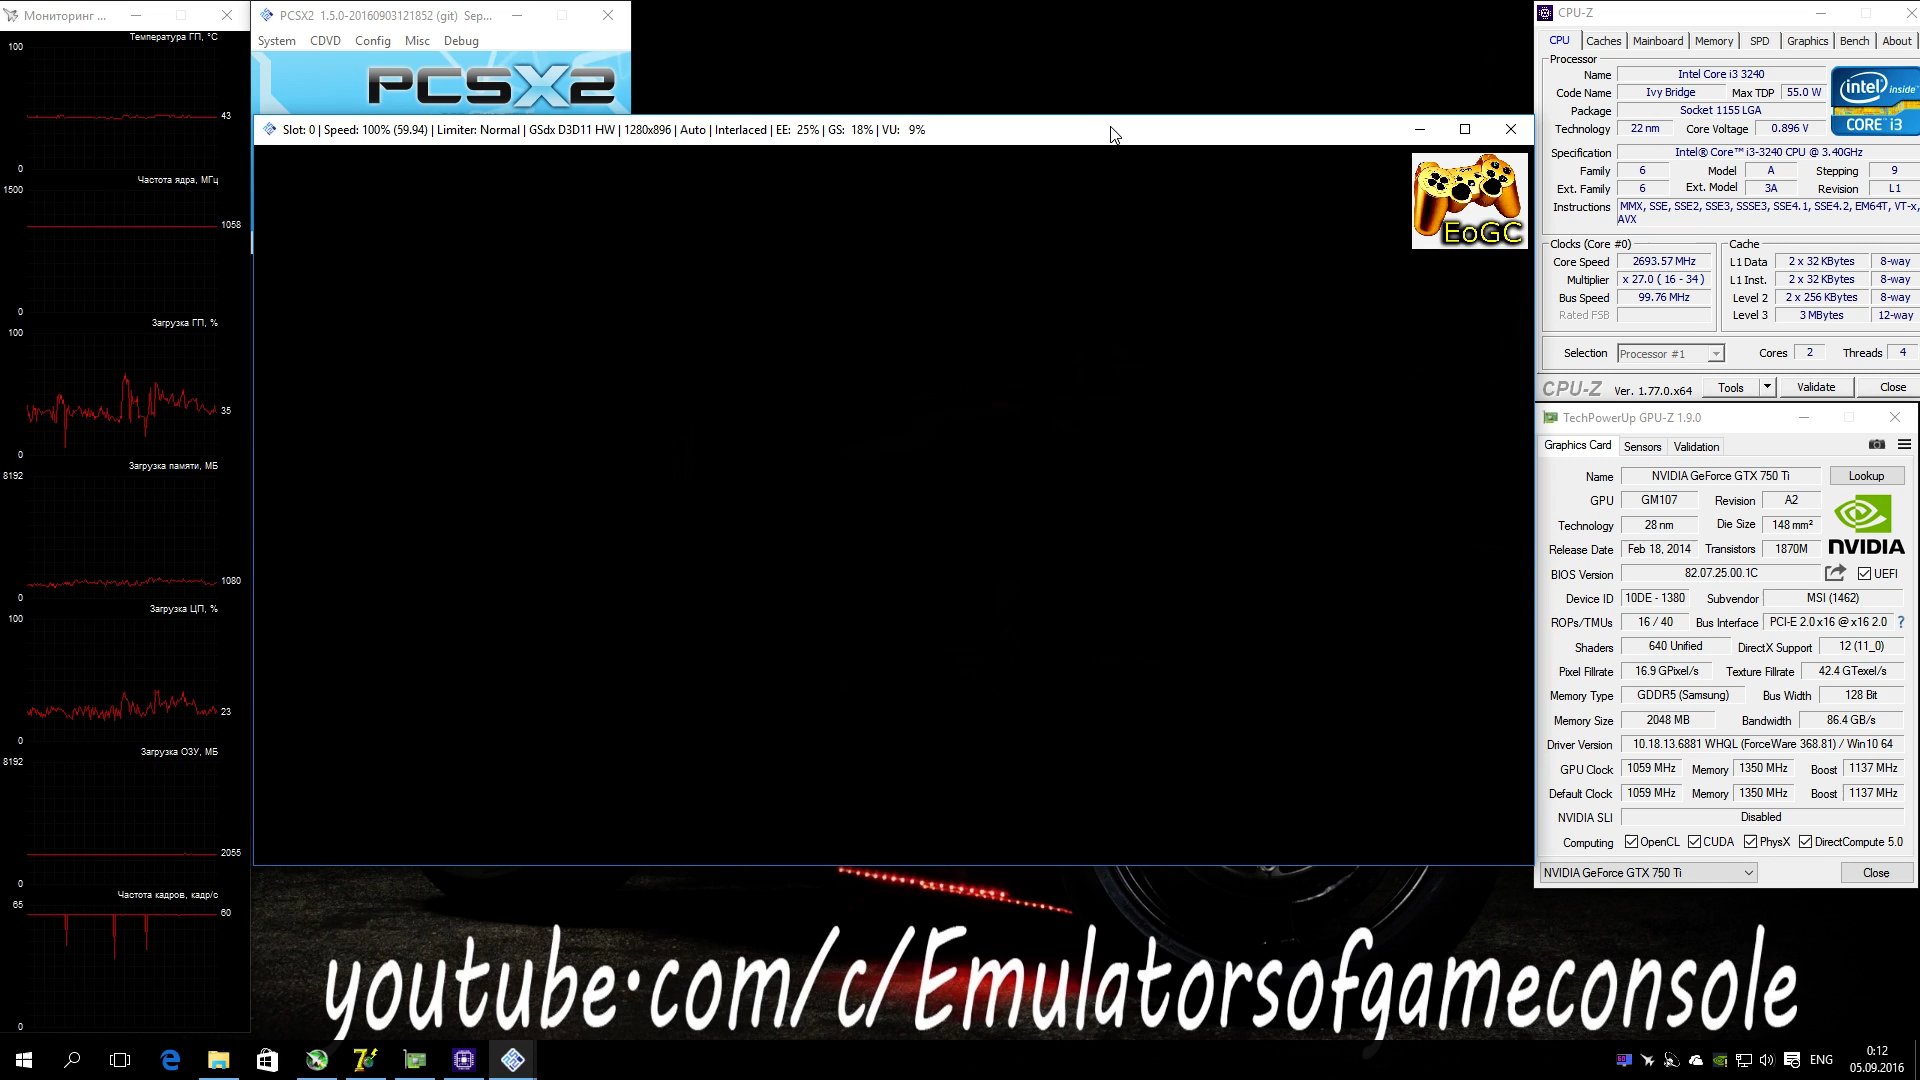 Мониторинг ...
Температура ГП, °C
100
43
0
Частота ядра, МГц
1500
1058
0
Загрузка ГП, %
100
35
0
Загрузка памяти, МБ
8192
1080
0
Загрузка ЦП, %
100
23
0
Загрузка ОЗУ, МБ
8192
2055
0
Частота кадров, кадр/с
65
60
0
PCSX2 1.5.0-20160903121852 (git) Sep...
System CDVD Config Misc Debug
PCSX2
Slot: 0 | Speed: 100% (59.94) | Limiter: Normal | GSdx D3D11 HW | 1280x896 | Auto | Interlaced | EE: 25% | GS: 18% | VU: 9%
EoGC
CPU-Z
CPU Caches Mainboard Memory SPD Graphics Bench About
Processor
Name Intel Core i3 3240
Code Name Ivy Bridge Max TDP 55.0 W
Package Socket 1155 LGA
Technology 22 nm Core Voltage 0.896 V
intel inside
CORE i3
Specification Intel® Core™ i3-3240 CPU @ 3.40GHz
Family 6 Model A Stepping 9
Ext. Family 6 Ext. Model 3A Revision L1
Instructions MMX, SSE, SSE2, SSE3, SSSE3, SSE4.1, SSE4.2, EM64T, VT-x,
AVX
Clocks (Core #0)
Core Speed 2693.57 MHz
Multiplier x 27.0 ( 16 - 34 )
Bus Speed 99.76 MHz
Rated FSB
Cache
L1 Data 2 x 32 KBytes 8-way
L1 Inst. 2 x 32 KBytes 8-way
Level 2 2 x 256 KBytes 8-way
Level 3 3 MBytes 12-way
Selection Processor #1 Cores 2 Threads 4
CPU-Z Ver. 1.77.0.x64 Tools Validate Close
TechPowerUp GPU-Z 1.9.0
Graphics Card Sensors Validation
Name NVIDIA GeForce GTX 750 Ti Lookup
GPU GM107 Revision A2
Technology 28 nm Die Size 148 mm²
Release Date Feb 18, 2014 Transistors 1870M
NVIDIA
BIOS Version 82.07.25.00.1C UEFI
Device ID 10DE - 1380 Subvendor MSI (1462)
ROPs/TMUs 16 / 40 Bus Interface PCI-E 2.0 x16 @ x16 2.0 ?
Shaders 640 Unified DirectX Support 12 (11_0)
Pixel Fillrate 16.9 GPixel/s Texture Fillrate 42.4 GTexel/s
Memory Type GDDR5 (Samsung) Bus Width 128 Bit
Memory Size 2048 MB Bandwidth 86.4 GB/s
Driver Version 10.18.13.6881 WHQL (ForceWare 368.81) / Win10 64
GPU Clock 1059 MHz Memory 1350 MHz Boost 1137 MHz
Default Clock 1059 MHz Memory 1350 MHz Boost 1137 MHz
NVIDIA SLI Disabled
Computing OpenCL CUDA PhysX DirectCompute 5.0
NVIDIA GeForce GTX 750 Ti Close
youtube.com/c/Emulatorsofgameconsole
ENG
0:12
05.09.2016